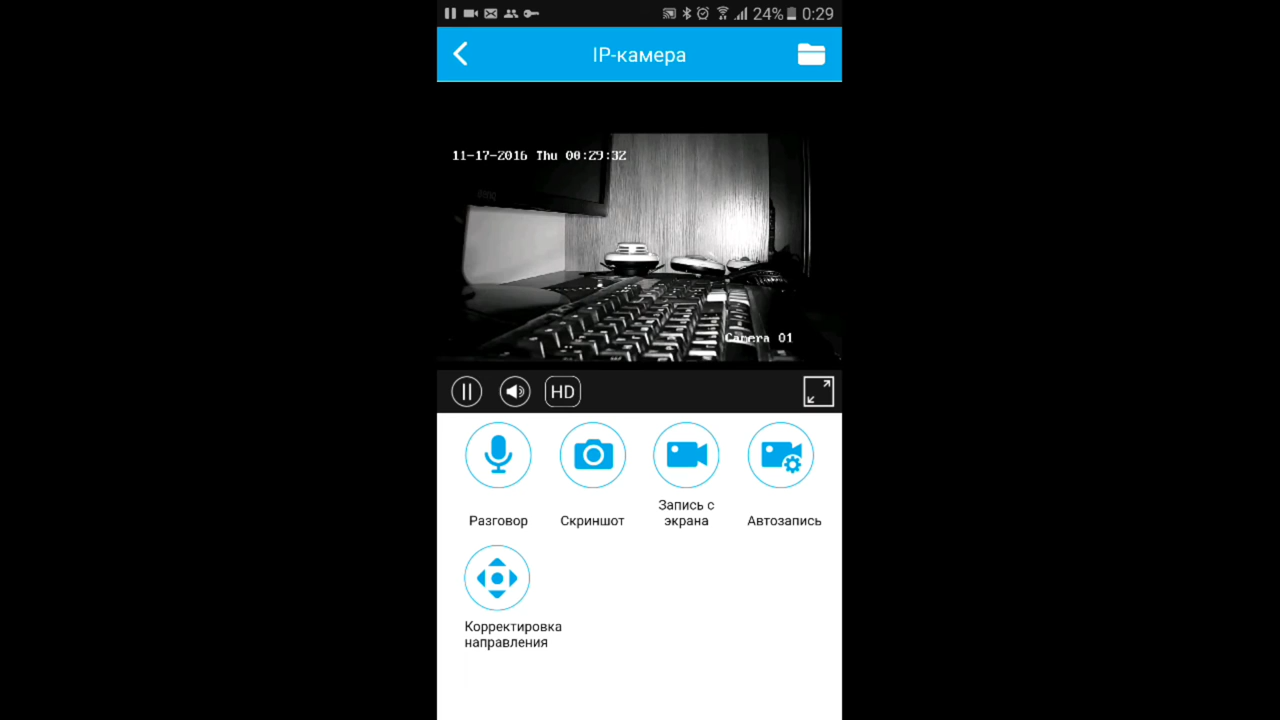 24% 0:29
IP-камера
11-17-2016 Thu 00:29:32
Camera 01
HD
Разговор
Скриншот
Запись с
экрана
Автозапись
Корректировка
направления